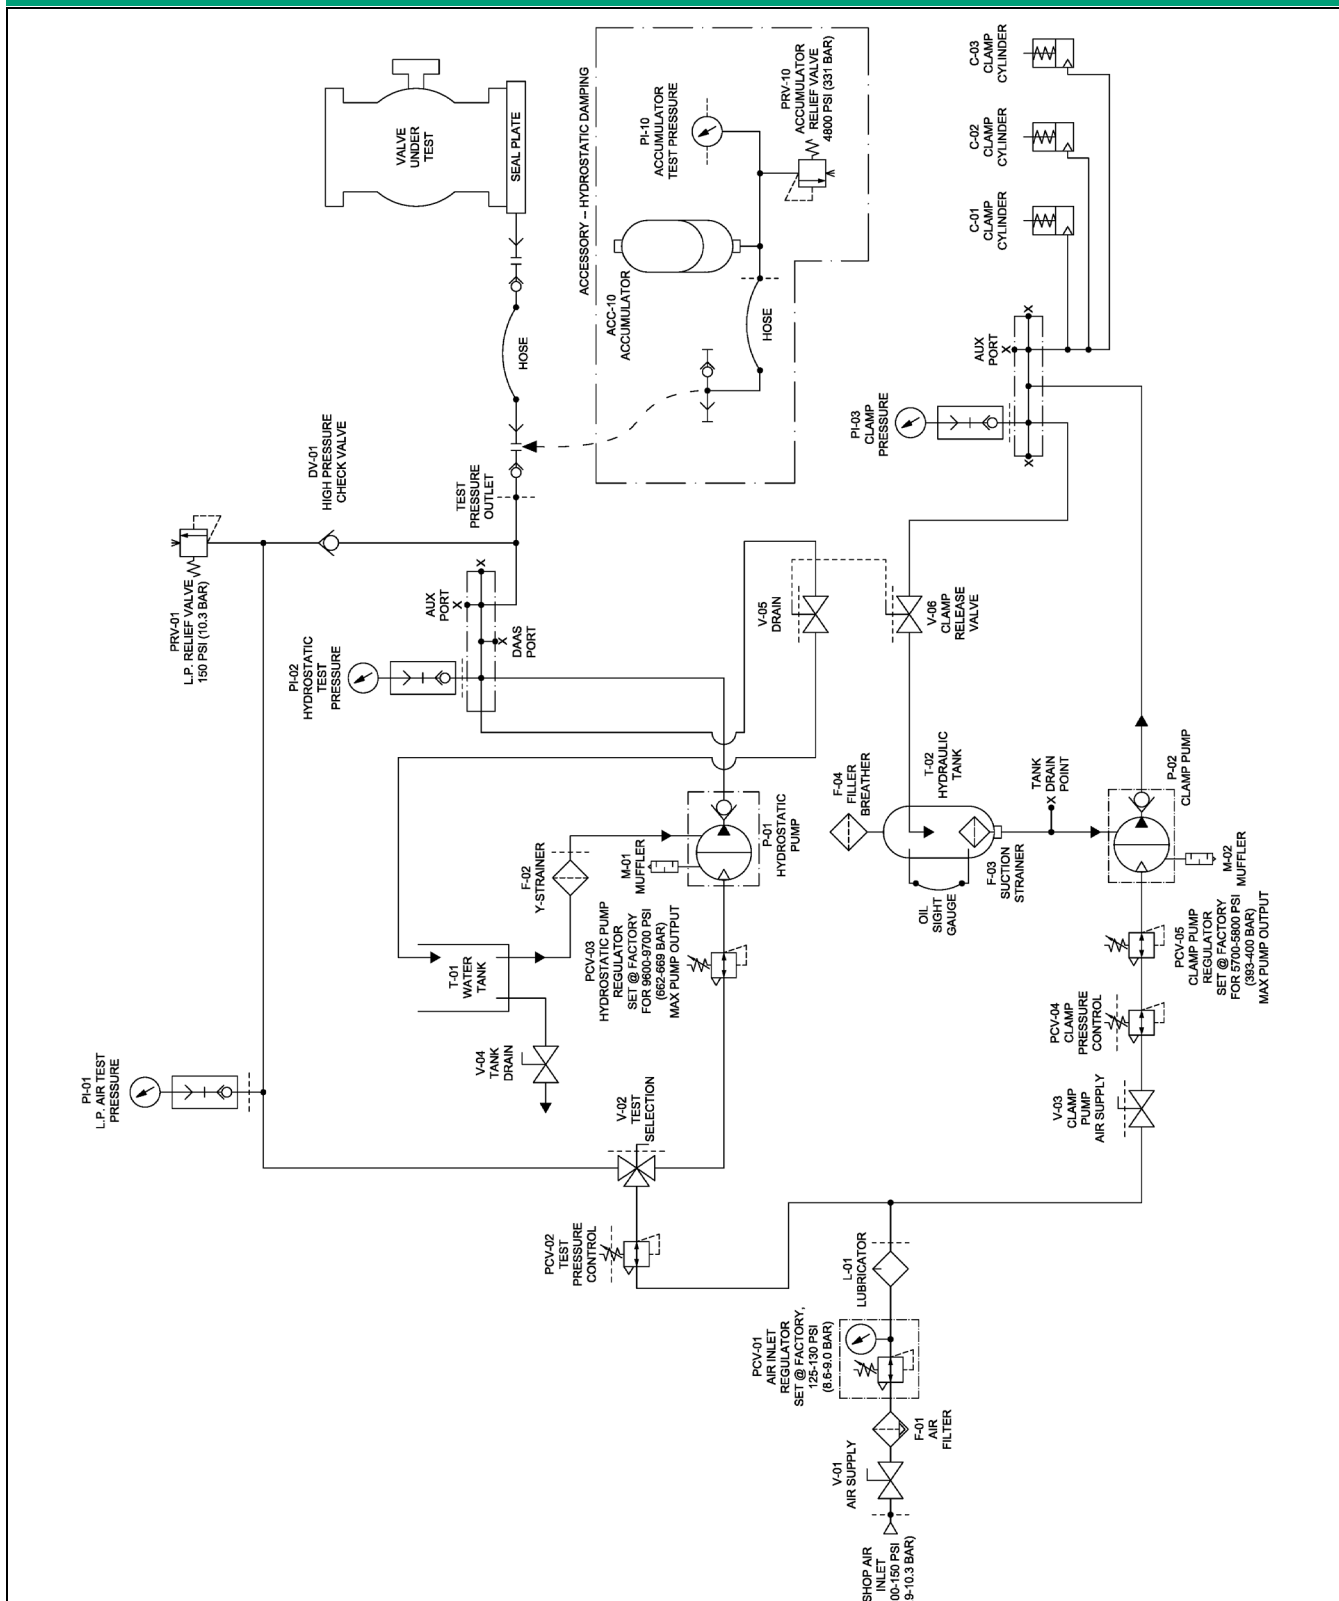 C-03
CLAMP
CYLINDER
C-02
CLAMP
CYLINDER
C-01
CLAMP
CYLINDER
VALVE
UNDER
TEST
SEAL PLATE
ACCESSORY -- HYDROSTATIC DAMPING
PI-10
ACCUMULATOR
TEST PRESSURE
PRV-10
ACCUMULATOR
RELIEF VALVE
4800 PSI (331 BAR)
ACC-10
ACCUMULATOR
HOSE
HOSE
AUX
PORT
X
X
X
PI-03
CLAMP
PRESSURE
DV-01
HIGH PRESSURE
CHECK VALVE
TEST
PRESSURE
OUTLET
PRV-01
L.P. RELIEF VALVE
150 PSI (10.3 BAR)
AUX
PORT
X
X
DAAS
PORT
X
PI-02
HYDROSTATIC
TEST
PRESSURE
V-05
DRAIN
V-06
CLAMP
RELEASE
VALVE
F-04
FILLER
BREATHER
T-02
HYDRAULIC
TANK
TANK
DRAIN
POINT
X
P-02
CLAMP PUMP
P-01
HYDROSTATIC
PUMP
M-01
MUFFLER
F-02
Y-STRAINER
OIL
SIGHT
GAUGE
F-03
SUCTION
STRAINER
M-02
MUFFLER
T-01
WATER
TANK
PCV-03
HYDROSTATIC PUMP
REGULATOR
SET @ FACTORY
FOR 9600-9700 PSI
(662-669 BAR)
MAX PUMP OUTPUT
PCV-05
CLAMP PUMP
REGULATOR
SET @ FACTORY
FOR 5700-5800 PSI
(393-400 BAR)
MAX PUMP OUTPUT
V-04
TANK
DRAIN
PCV-04
CLAMP
PRESSURE
CONTROL
PI-01
L.P. AIR TEST
PRESSURE
V-02
TEST
SELECTION
V-03
CLAMP
PUMP
AIR SUPPLY
PCV-02
TEST
PRESSURE
CONTROL
L-01
LUBRICATOR
PCV-01
AIR INLET
REGULATOR
SET @ FACTORY,
125-130 PSI
(8.6-9.0 BAR)
F-01
AIR
FILTER
V-01
AIR SUPPLY
SHOP AIR
INLET
00-150 PSI
.9-10.3 BAR)